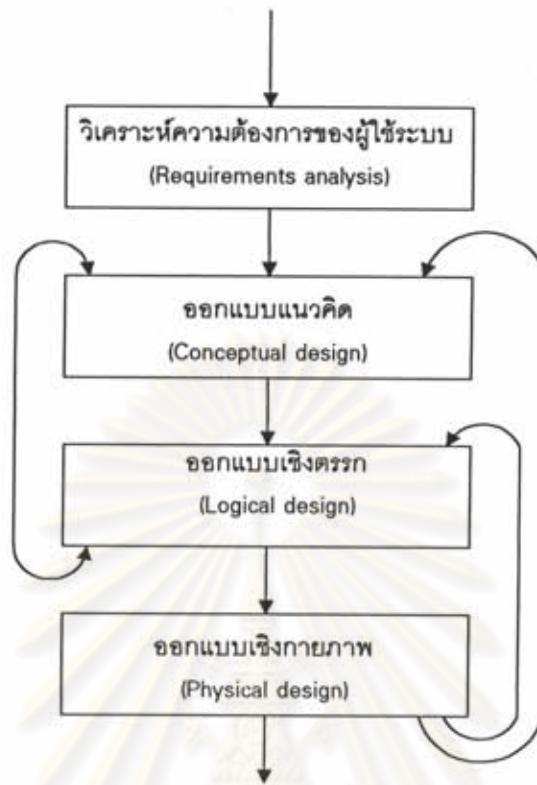 วิเคราะห์ความต้องการของผู้ใช้ระบบ
(Requirements analysis)
ออกแบบแนวคิด
(Conceptual design)
ออกแบบเชิงตรรก
(Logical design)
ออกแบบเชิงกายภาพ
(Physical design)